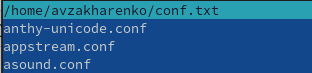 /home/avzakharenko/conf.txt
anthy-unicode.conf
appstream.conf
asound.conf